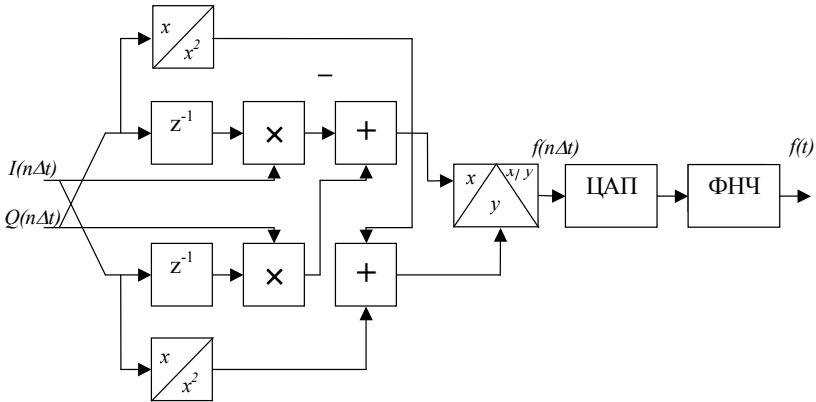 x
x²
−
z⁻¹
×
+
I(nΔt)
Q(nΔt)
f(nΔt)
f(t)
x
x/ y
y
ЦАП
ФНЧ
z⁻¹
×
+
x
x²